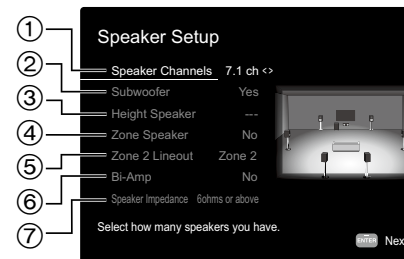 Speaker Setup
① Speaker Channels 7.1 ch <>
② Subwoofer Yes
③ Height Speaker ---
④ Zone Speaker No
⑤ Zone 2 Lineout Zone 2
⑥ Bi-Amp No
⑦ Speaker Impedance 6ohms or above
Select how many speakers you have.
ENTER Nex